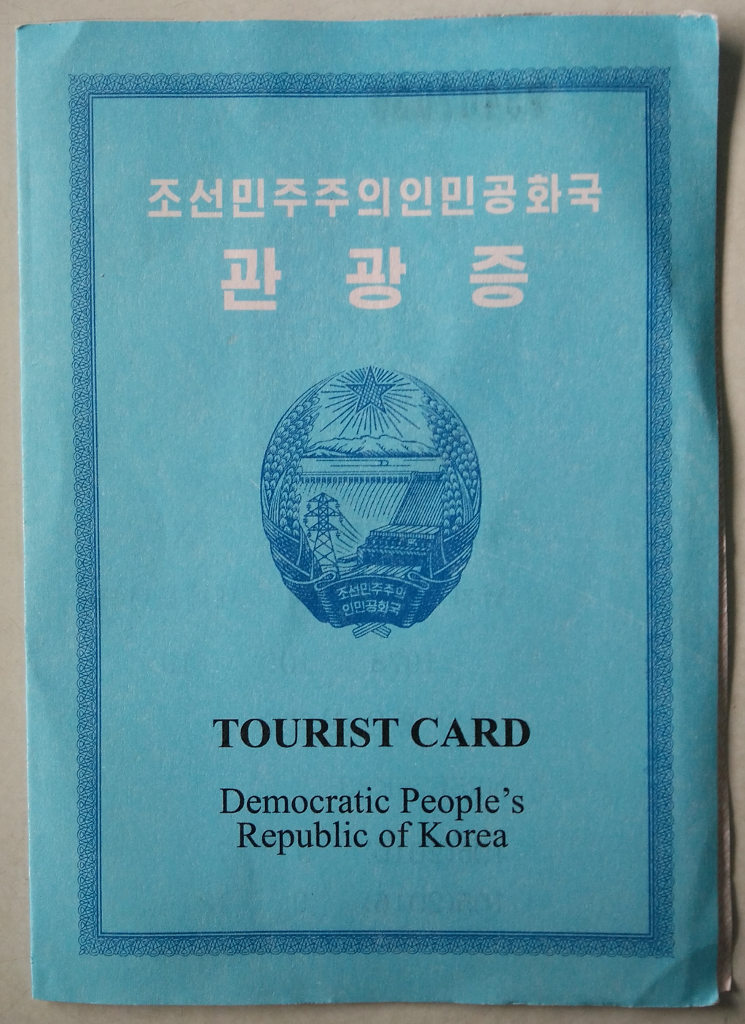 조선민주주의인민공화국
관광증
조선민주주의
인민공화국
TOURIST CARD
Democratic People's
Republic of Korea